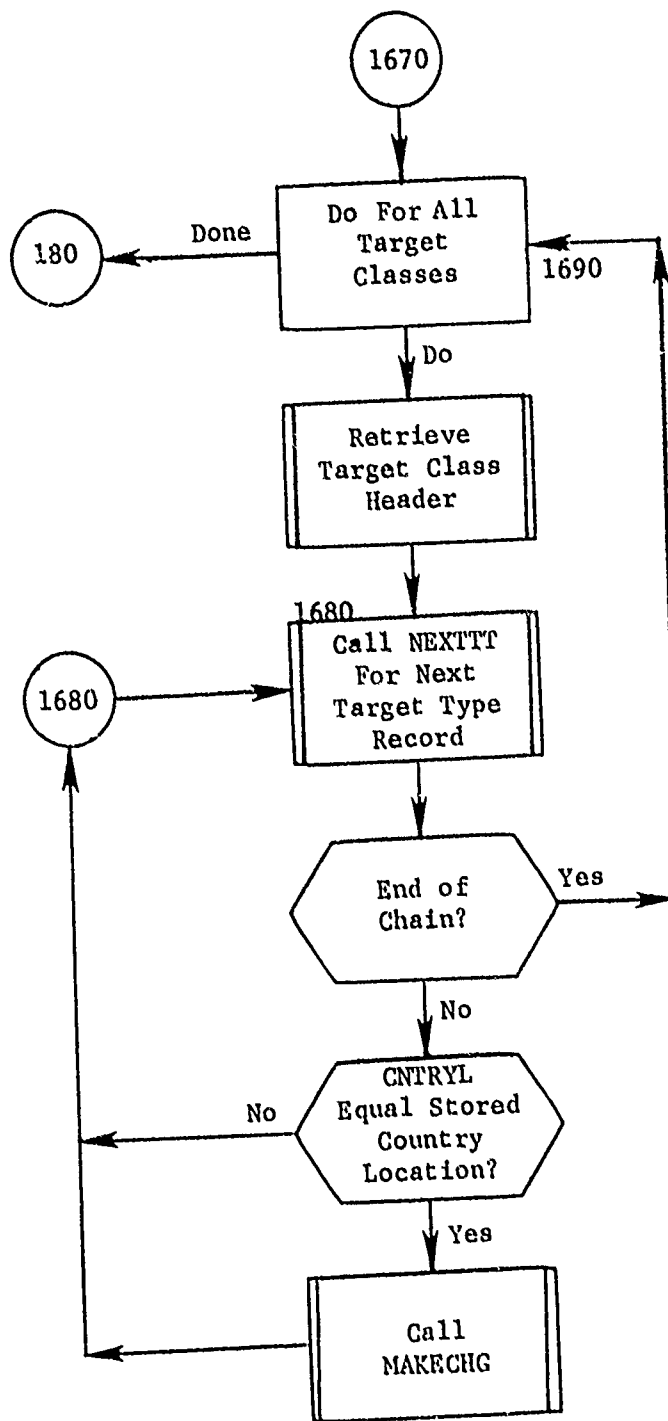 1670
Do For All
Target
Classes
Done
180
1690
Do
Retrieve
Target Class
Header
1680
Call NEXTTT
For Next
Target Type
Record
1680
End of
Chain?
Yes
No
CNTRYL
Equal Stored
Country
Location?
No
Yes
Call
MAKECHG